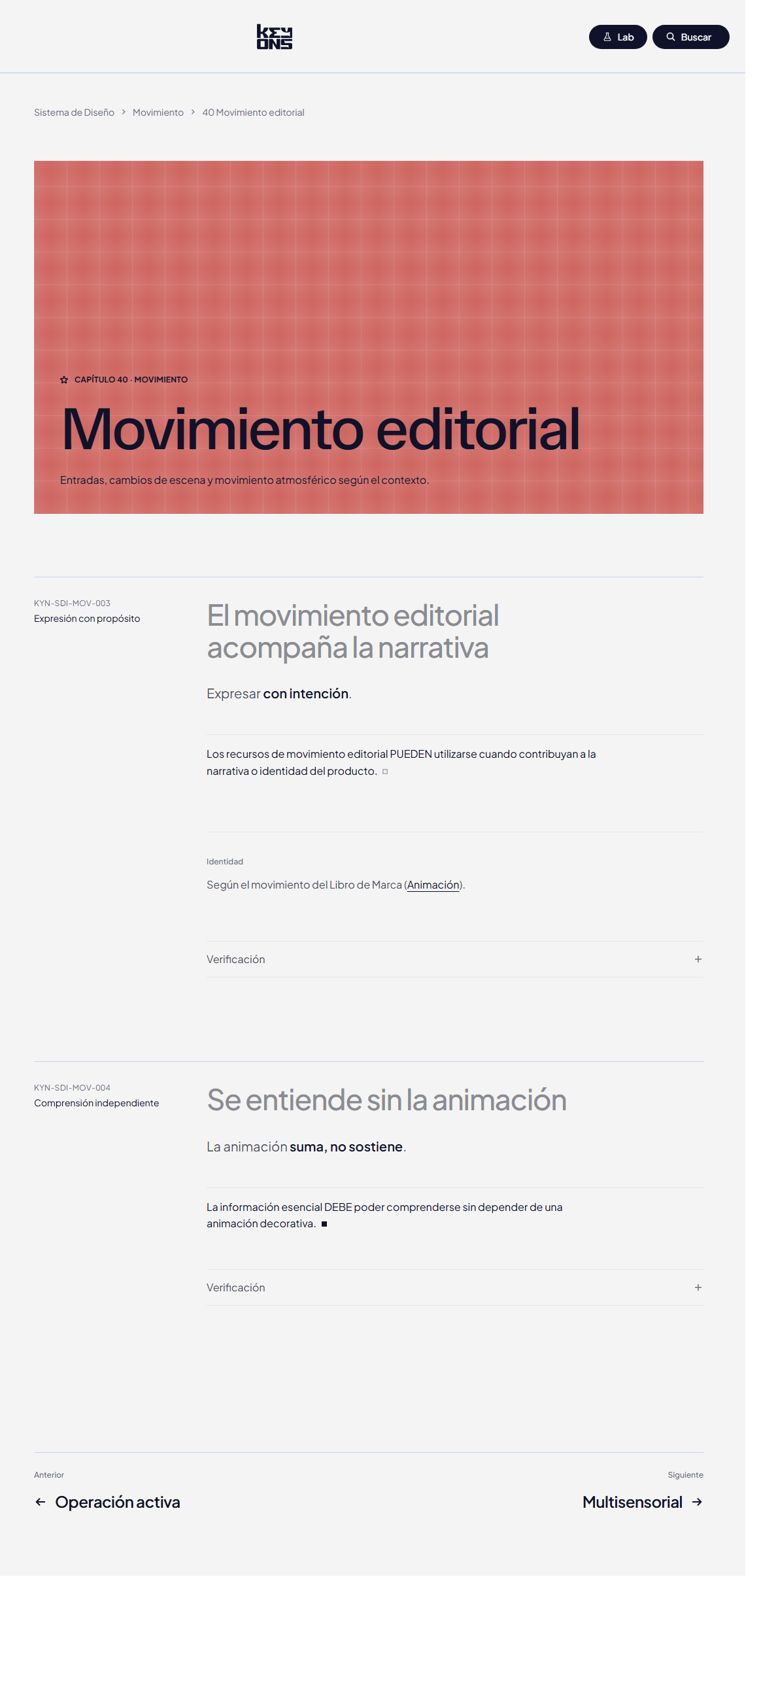 KEY
ONS
Lab
Buscar
Sistema de Diseño > Movimiento > 40 Movimiento editorial
CAPÍTULO 40 · MOVIMIENTO
Movimiento editorial
Entradas, cambios de escena y movimiento atmosférico según el contexto.
KYN-SDI-MOV-003
Expresión con propósito
El movimiento editorial
acompaña la narrativa
Expresar con intención.
Los recursos de movimiento editorial PUEDEN utilizarse cuando contribuyan a la
narrativa o identidad del producto.
Identidad
Según el movimiento del Libro de Marca (Animación).
Verificación +
KYN-SDI-MOV-004
Comprensión independiente
Se entiende sin la animación
La animación suma, no sostiene.
La información esencial DEBE poder comprenderse sin depender de una
animación decorativa.
Verificación +
Anterior
← Operación activa
Siguiente
Multisensorial →